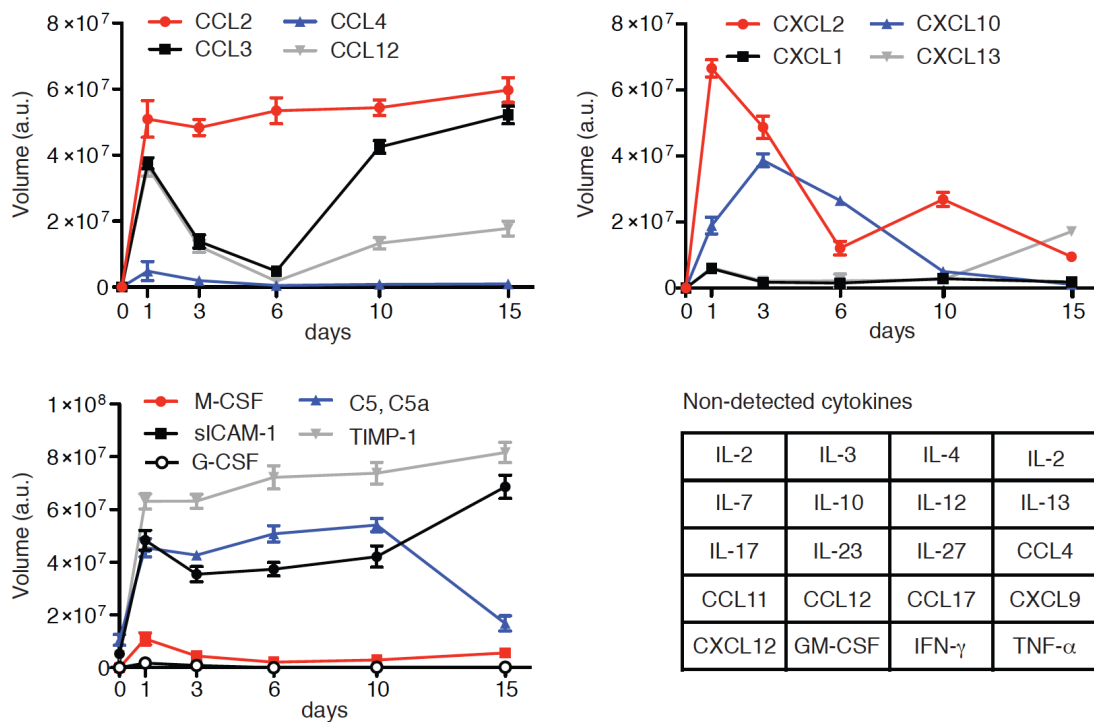 CCL2 CCL4
CCL3 CCL12
8×10⁷
6×10⁷
4×10⁷
2×10⁷
0
Volume (a.u.)
0 1 3 6 10 15
days
CXCL2 CXCL10
CXCL1 CXCL13
8×10⁷
6×10⁷
4×10⁷
2×10⁷
0
Volume (a.u.)
0 1 3 6 10 15
days
M-CSF C5, C5a
sICAM-1 TIMP-1
G-CSF
1×10⁸
8×10⁷
6×10⁷
4×10⁷
2×10⁷
0
Volume (a.u.)
0 1 3 6 10 15
days
Non-detected cytokines
IL-2 IL-3 IL-4 IL-2
IL-7 IL-10 IL-12 IL-13
IL-17 IL-23 IL-27 CCL4
CCL11 CCL12 CCL17 CXCL9
CXCL12 GM-CSF IFN-γ TNF-α